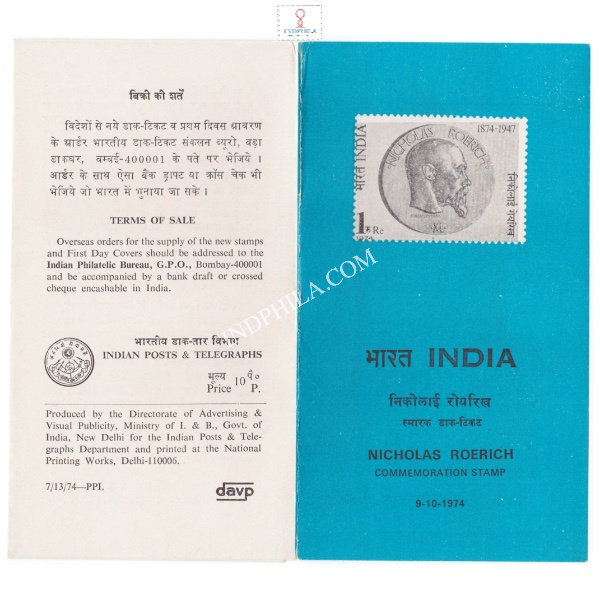 INDPHILA
बिक्री की शर्तें
विदेशों से नये डाक-टिकट व प्रथम दिवस आवरण
के आर्डर भारतीय डाक-टिकट संकलन ब्यूरो, बड़ा
डाकघर, बम्बई-400001 के पते पर भेजिये ।
आर्डर के साथ ऐसा बैंक ड्राफ्ट या क्रॉस चेक भी
भेजिये जो भारत में भुनाया जा सके ।
TERMS OF SALE
Overseas orders for the supply of the new stamps
and First Day Covers should be addressed to the
Indian Philatelic Bureau, G.P.O., Bombay-400001
and be accompanied by a bank draft or crossed
cheque encashable in India.
भारतीय डाक-तार विभाग
INDIAN POSTS & TELEGRAPHS
मूल्य 10 पै०
Price P.
Produced by the Directorate of Advertising &
Visual Publicity, Ministry of I. & B., Govt. of
India, New Delhi for the Indian Posts & Tele-
graphs Department and printed at the National
Printing Works, Delhi-110006.
7/13/74—PPI.
davp
INDPHILA.COM
1874-1947
भारत INDIA
NICHOLAS ROERICH
निकोलाई रोयरिख
1 रु Re
1974
भारत INDIA
निकोलाई रोयरिख
स्मारक डाक-टिकट
NICHOLAS ROERICH
COMMEMORATION STAMP
9-10-1974